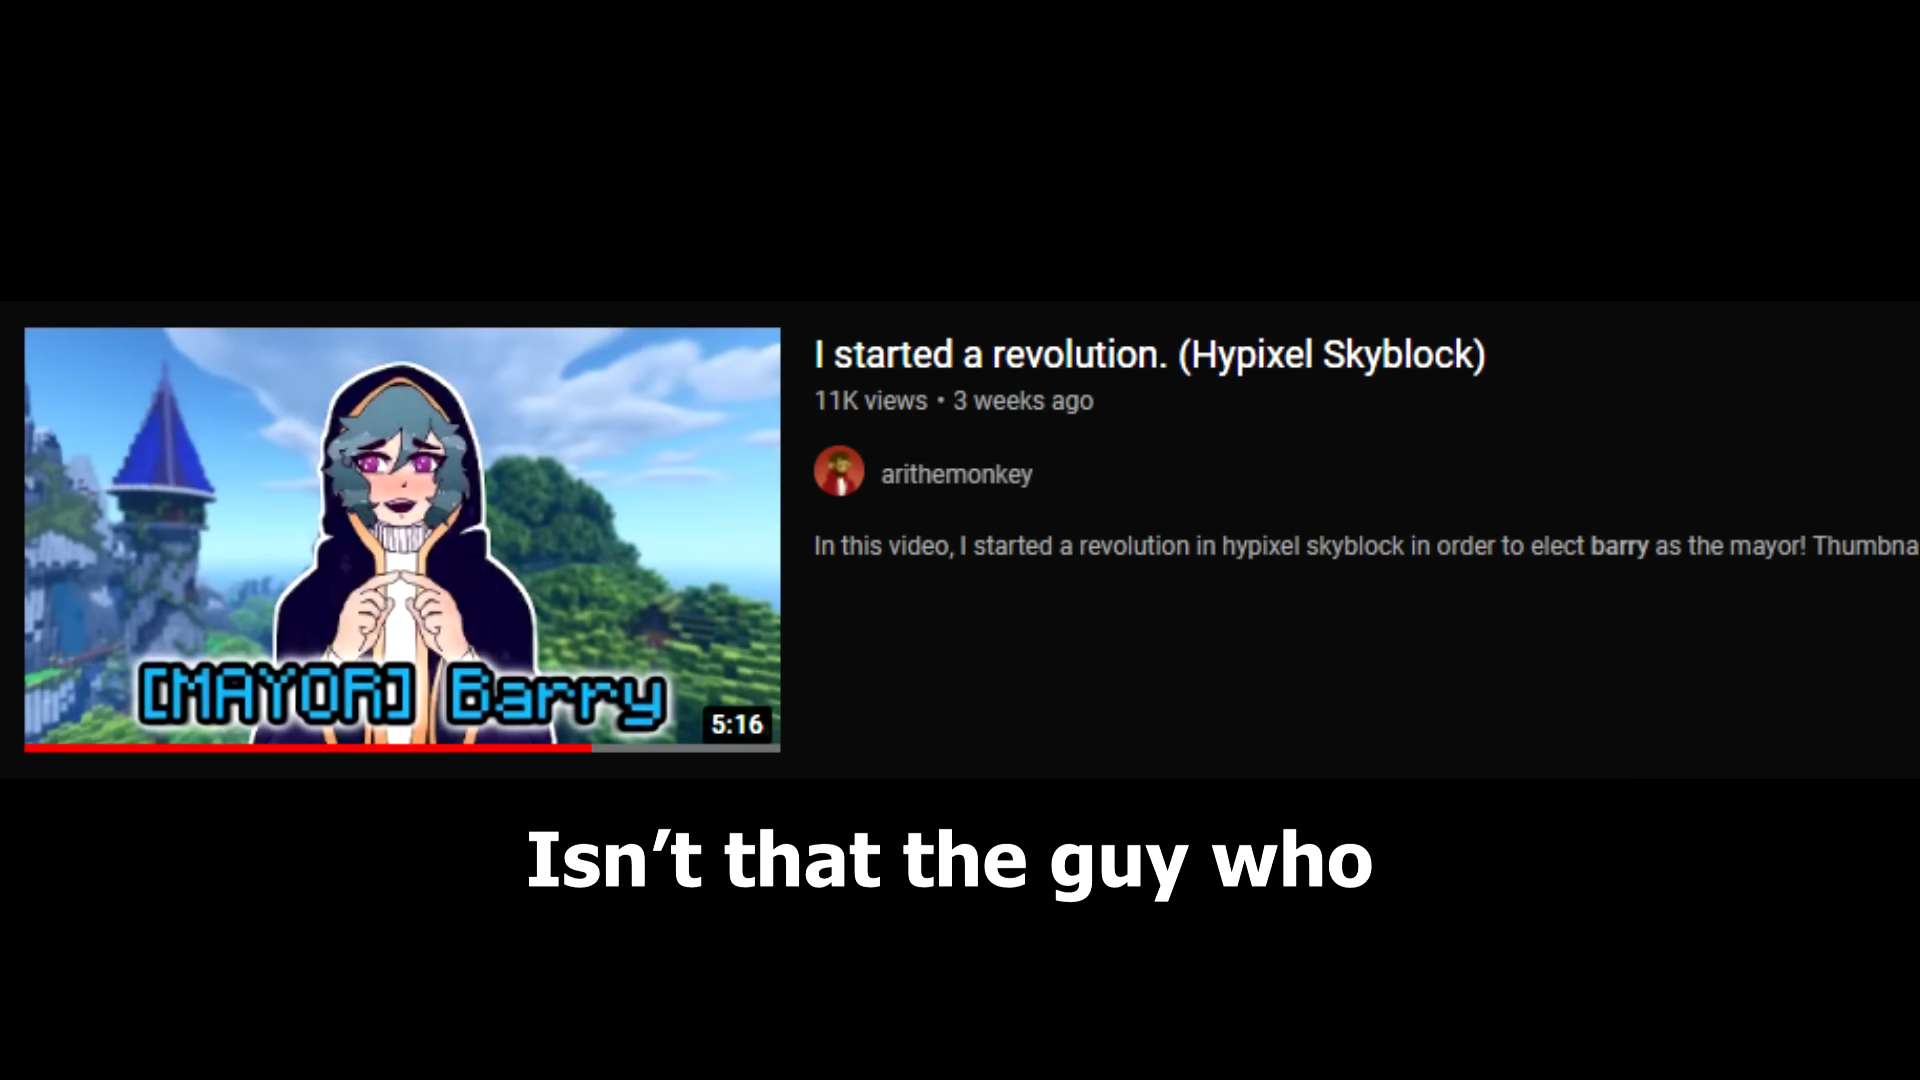 I started a revolution. (Hypixel Skyblock)
11K views • 3 weeks ago
arithemonkey
In this video, I started a revolution in hypixel skyblock in order to elect barry as the mayor! Thumbna
[MAYOR] Barry
5:16
Isn’t that the guy who